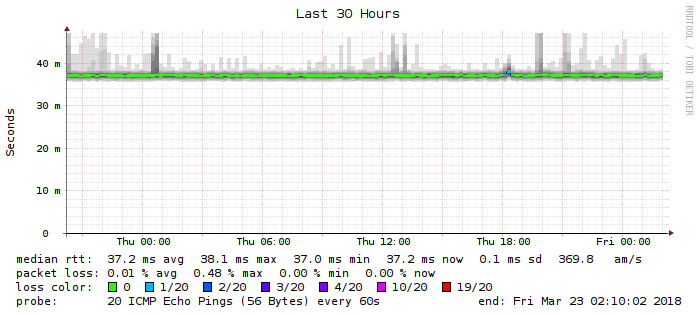 Last 30 Hours
RRDTOOL / TOBI OETIKER
Seconds
40 m
30 m
20 m
10 m
0
Thu 00:00 Thu 06:00 Thu 12:00 Thu 18:00 Fri 00:00
median rtt: 37.2 ms avg 38.1 ms max 37.0 ms min 37.2 ms now 0.1 ms sd 369.8 am/s
packet loss: 0.01 % avg 0.48 % max 0.00 % min 0.00 % now
loss color: 0 1/20 2/20 3/20 4/20 10/20 19/20
probe: 20 ICMP Echo Pings (56 Bytes) every 60s end: Fri Mar 23 02:10:02 2018